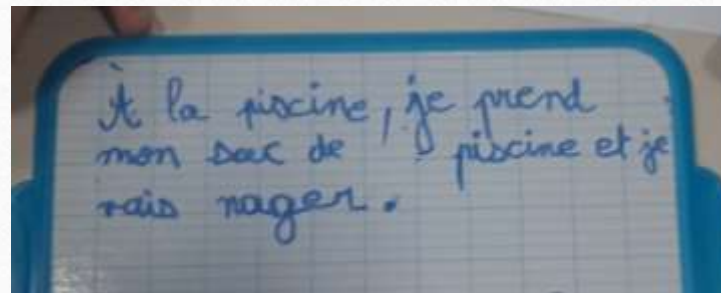 À la piscine, je prend
mon sac de piscine et je
vais nager.